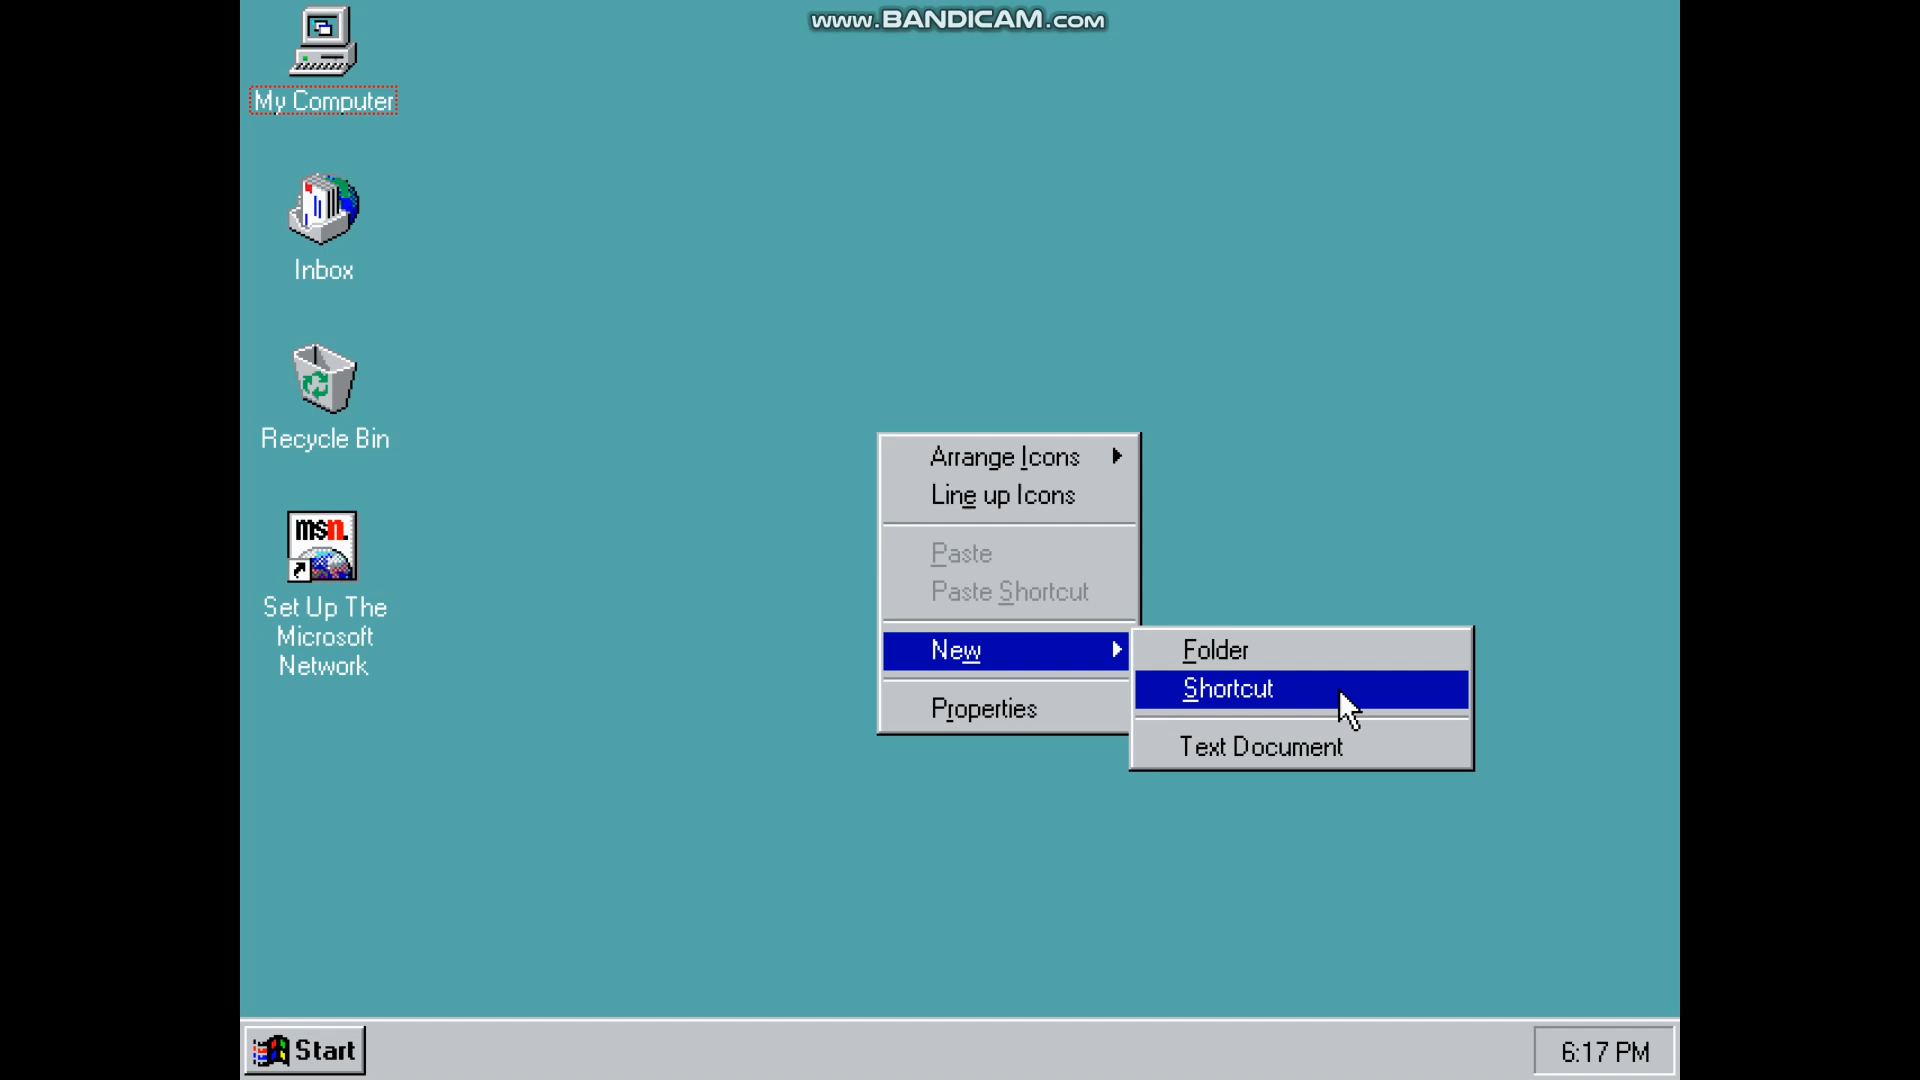 www.BANDICAM.com
My Computer
Inbox
Recycle Bin
msn.
Set Up The
Microsoft
Network
Arrange Icons
Line up Icons
Paste
Paste Shortcut
New
Properties
Folder
Shortcut
Text Document
Start
6:17 PM